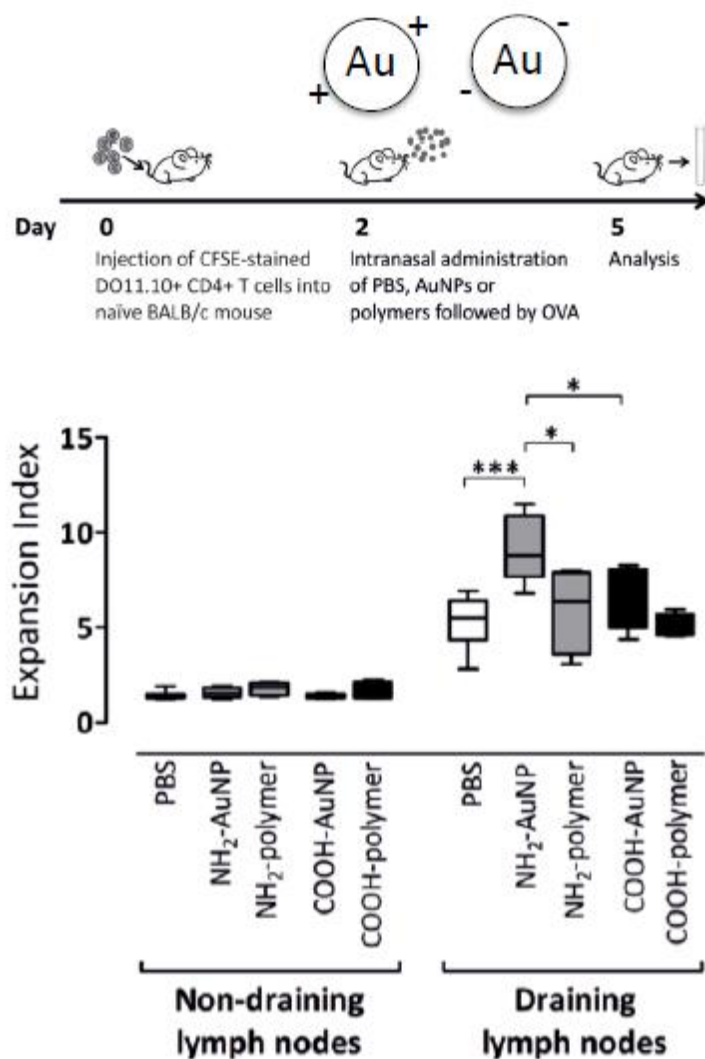 +
Au
+
-
Au
-
Day 0 2 5
Injection of CFSE-stained
DO11.10+ CD4+ T cells into
naïve BALB/c mouse
Intranasal administration
of PBS, AuNPs or
polymers followed by OVA
Analysis
Expansion Index
15
10
5
0
***
*
*
PBS
NH₂-AuNP
NH₂-polymer
COOH-AuNP
COOH-polymer
PBS
NH₂-AuNP
NH₂-polymer
COOH-AuNP
COOH-polymer
Non-draining
lymph nodes
Draining
lymph nodes